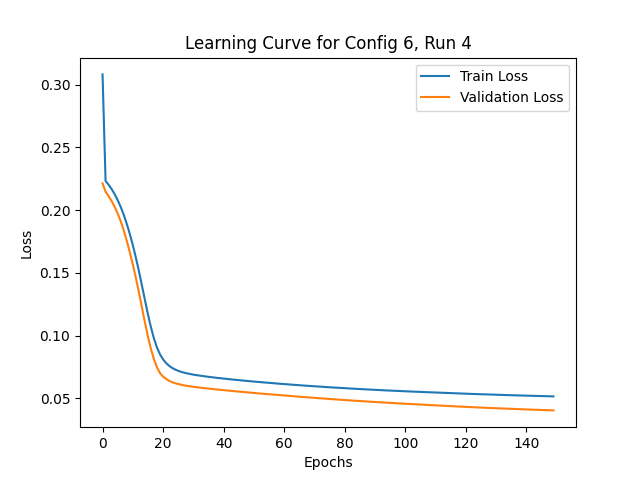 Learning Curve for Config 6, Run 4
Train Loss
Validation Loss
0.30
0.25
0.20
0.15
0.10
0.05
Loss
0 20 40 60 80 100 120 140
Epochs